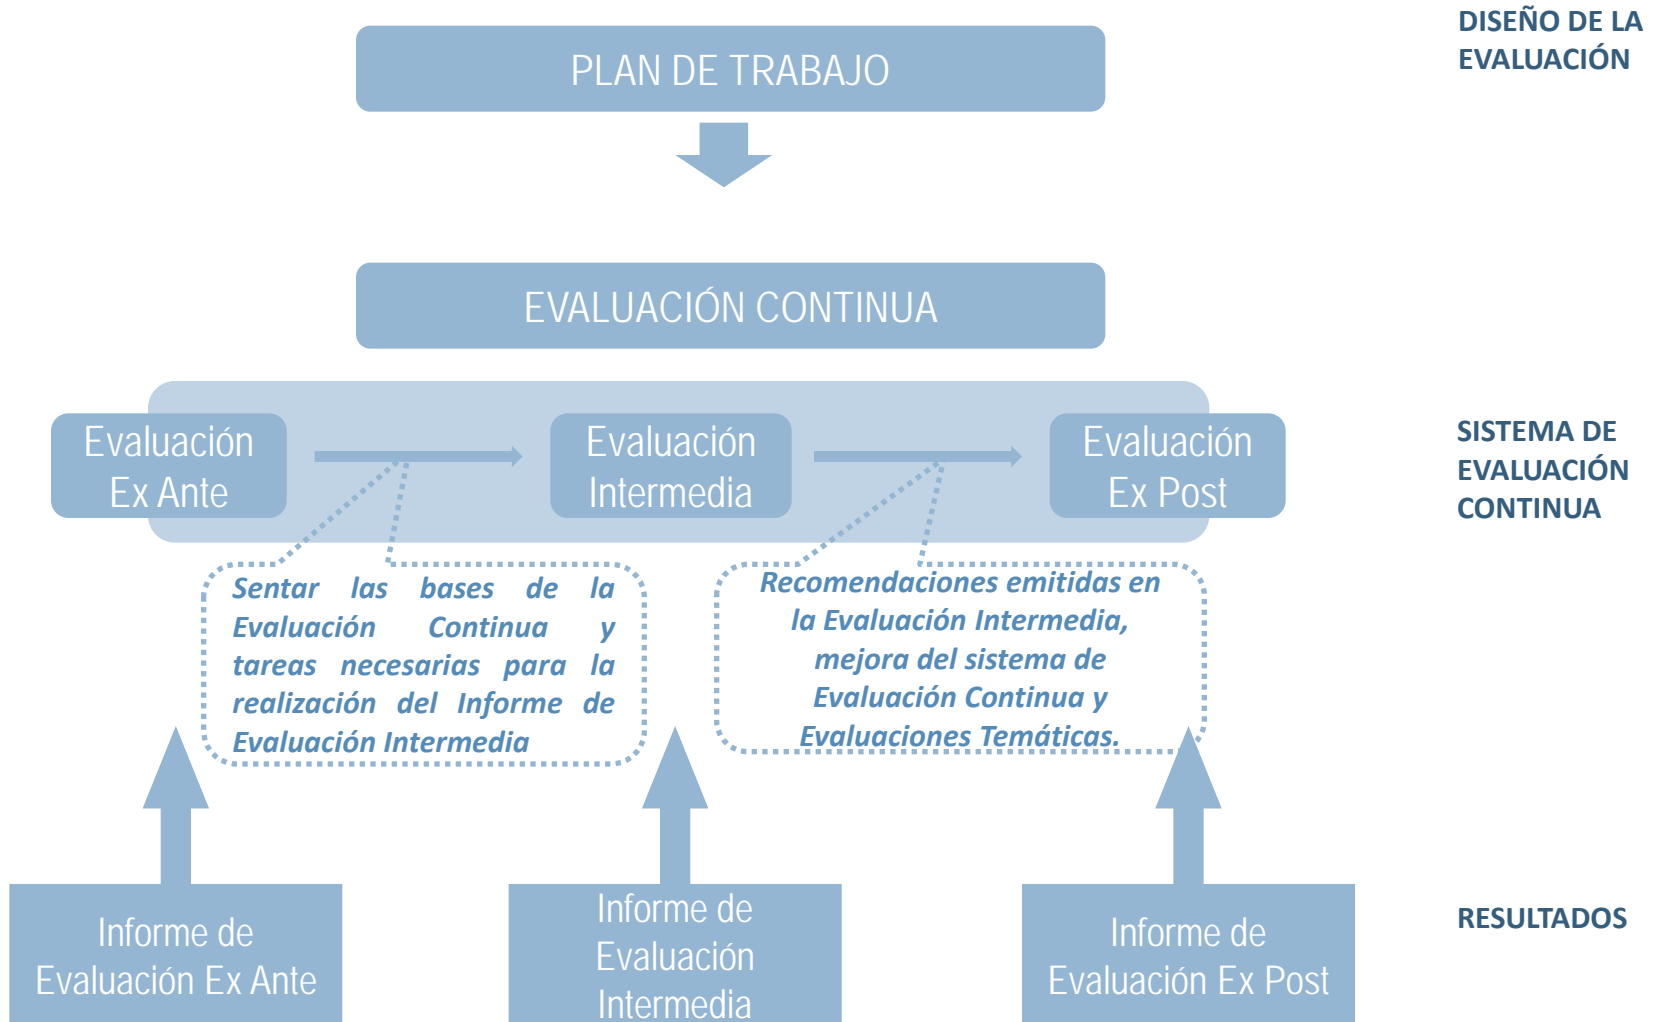 DISEÑO DE LA
EVALUACIÓN
PLAN DE TRABAJO
EVALUACIÓN CONTINUA
Evaluación
Ex Ante
Evaluación
Intermedia
Evaluación
Ex Post
SISTEMA DE
EVALUACIÓN
CONTINUA
Sentar las bases de la
Evaluación Continua y
tareas necesarias para la
realización del Informe de
Evaluación Intermedia
Recomendaciones emitidas en
la Evaluación Intermedia,
mejora del sistema de
Evaluación Continua y
Evaluaciones Temáticas.
Informe de
Evaluación Ex Ante
Informe de
Evaluación
Intermedia
Informe de
Evaluación Ex Post
RESULTADOS